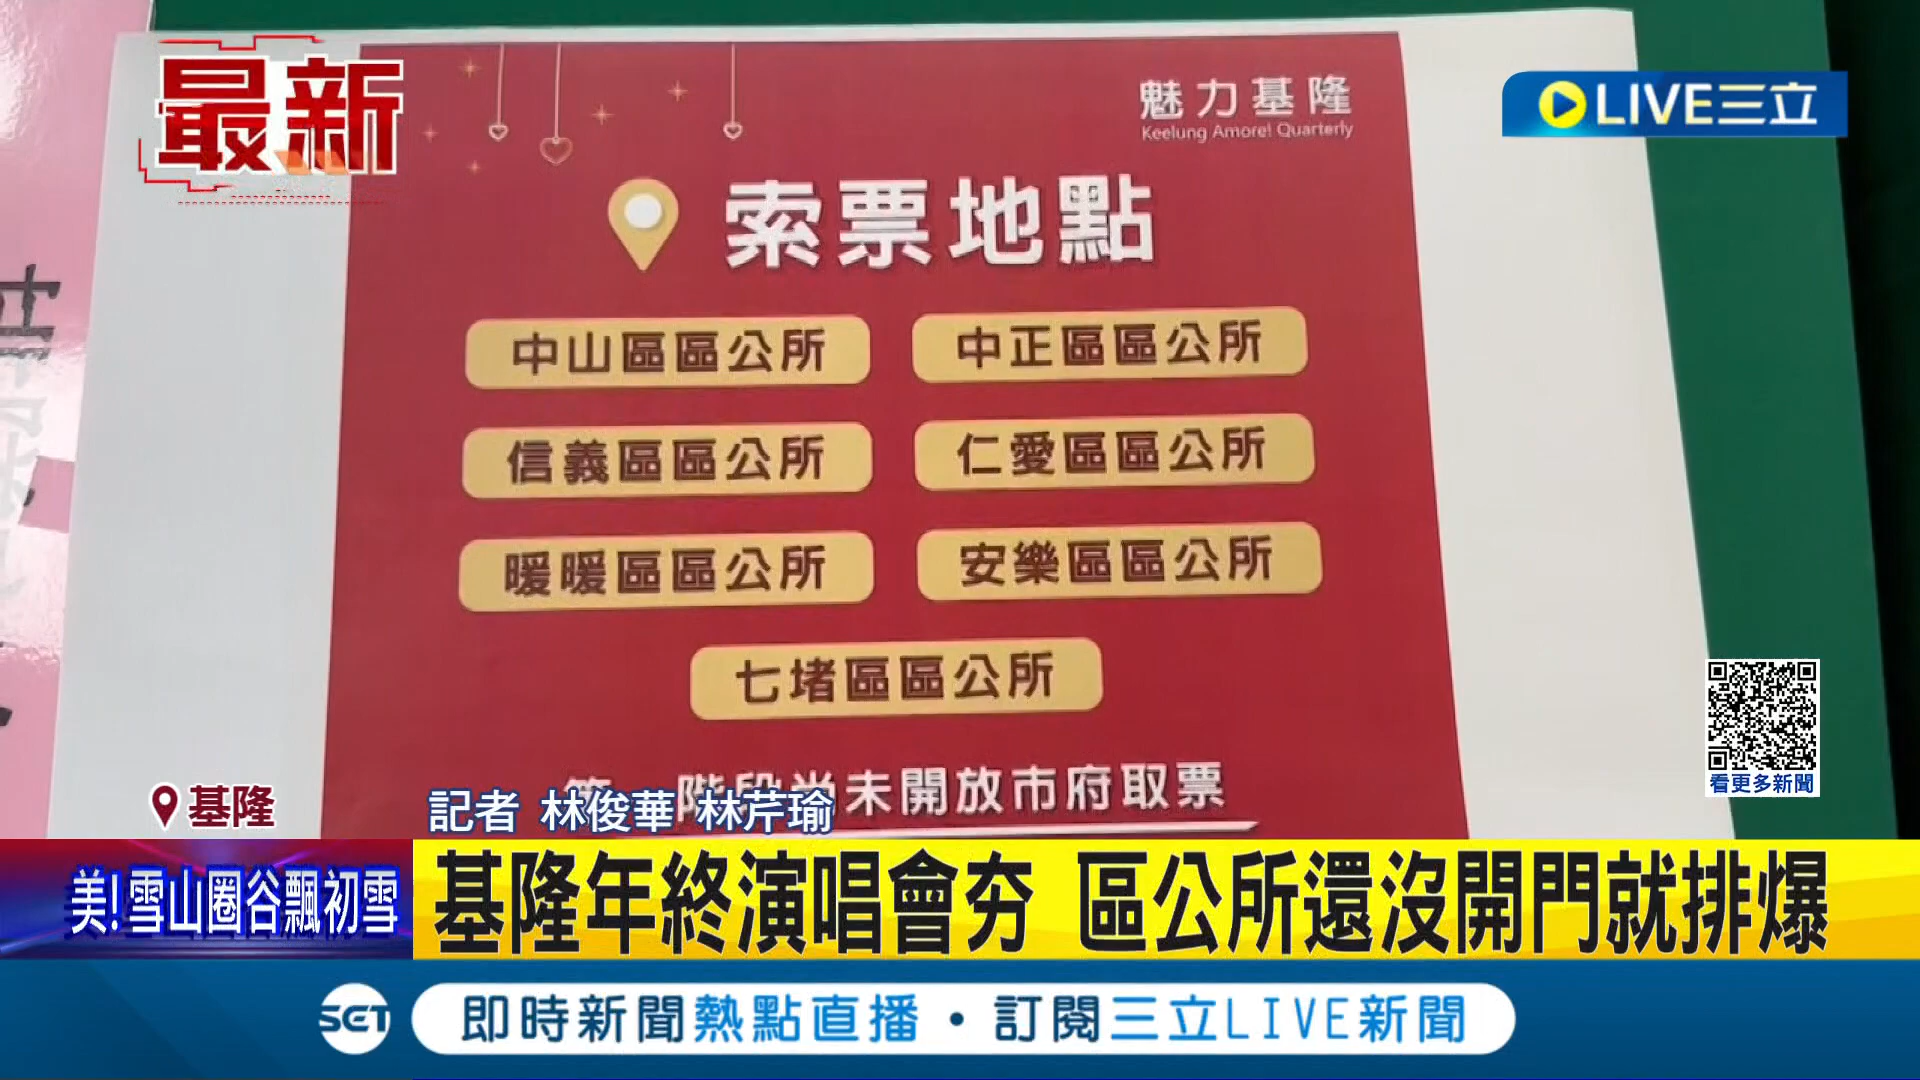 最新
魅力基隆
Keelung Amore! Quarterly
LIVE三立
索票地點
中山區區公所
中正區區公所
信義區區公所
仁愛區區公所
暖暖區區公所
安樂區區公所
七堵區區公所
階段尚未開放市府取票
看更多新聞
基隆
記者 林俊華 林芹瑜
美!雪山圈谷飄初雪
基隆年終演唱會夯 區公所還沒開門就排爆
SET
即時新聞熱點直播・訂閱三立LIVE新聞